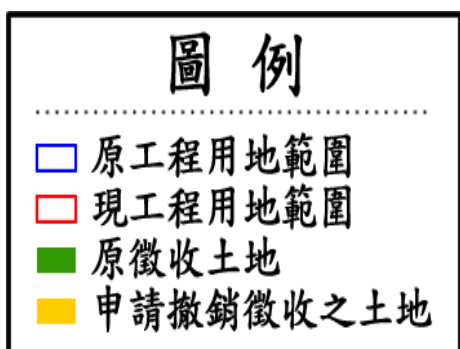 圖例
原工程用地範圍
現工程用地範圍
原徵收土地
申請撤銷徵收之土地